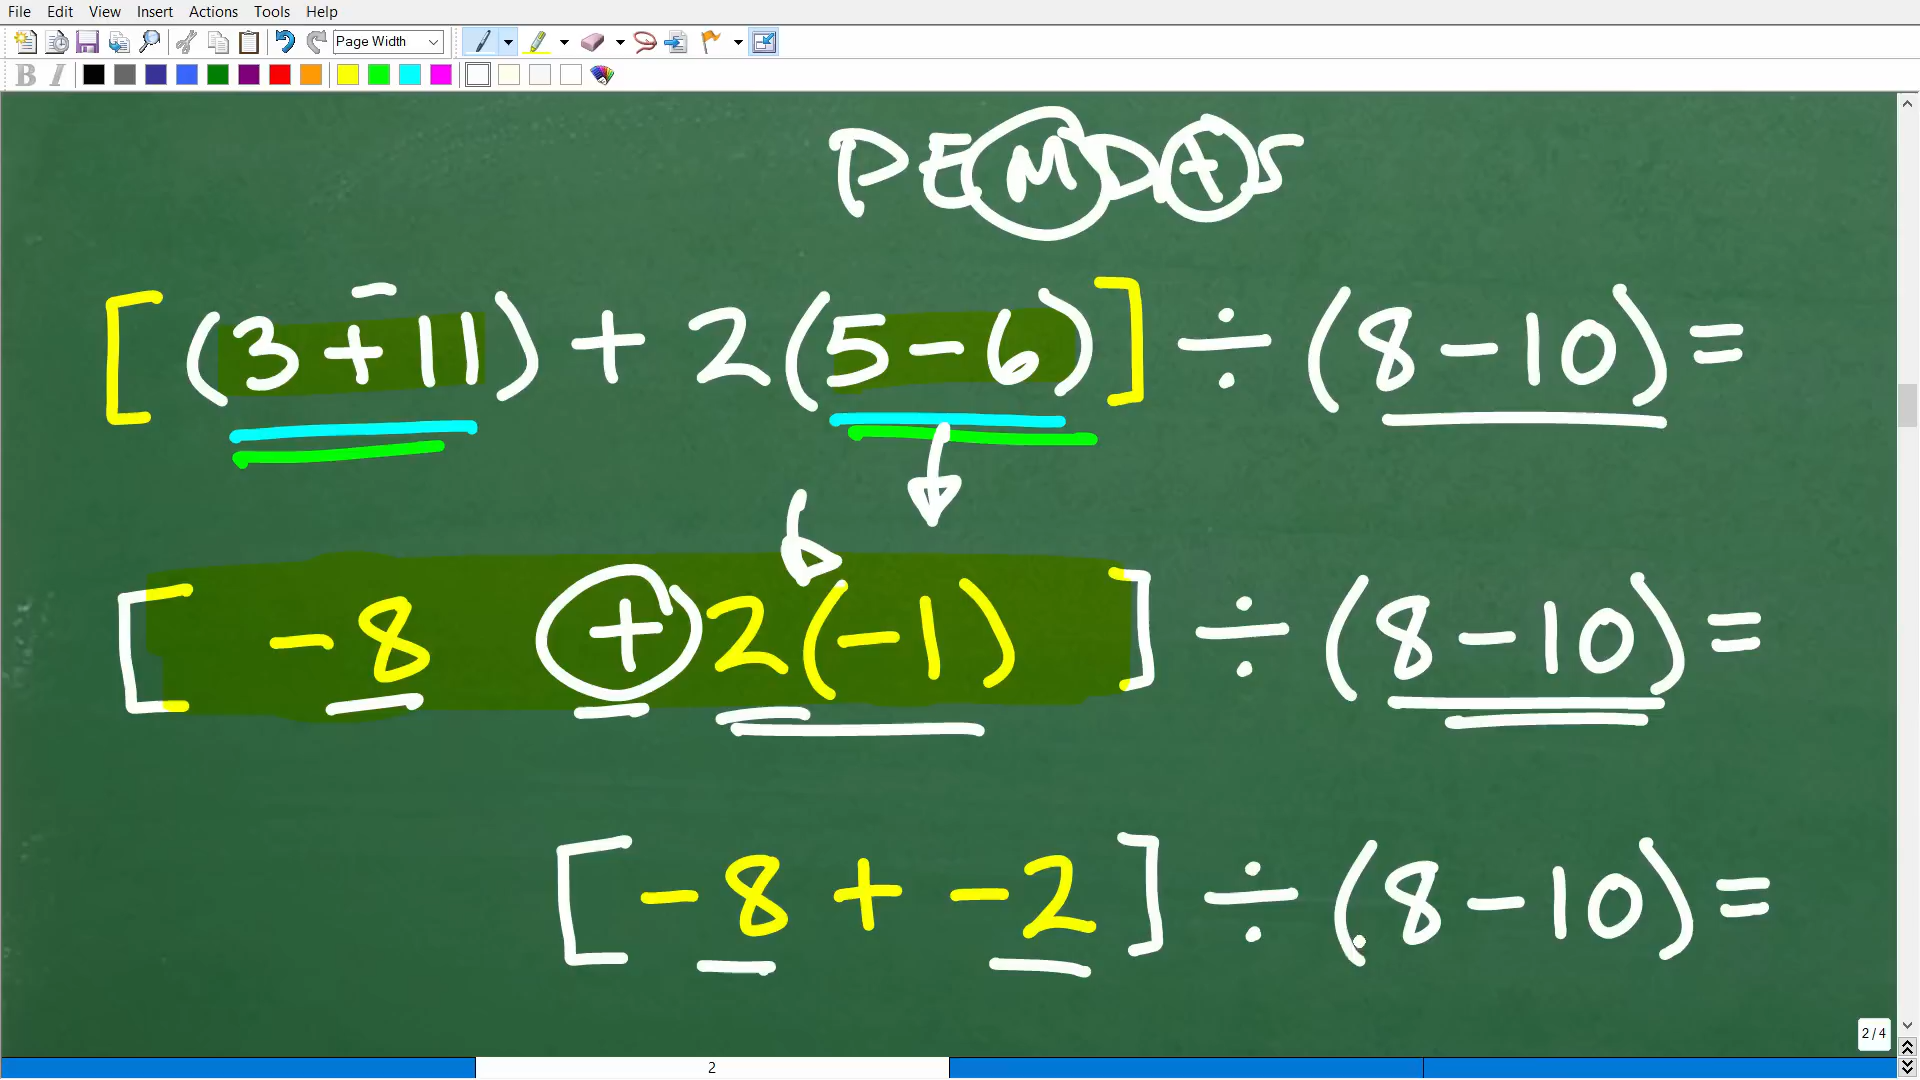 File Edit View Insert Actions Tools Help
Page Width
B I
PEMD+S
[(3 + 11) + 2(5 - 6)] ÷ (8 - 10) =
[ -8 + 2(-1) ] ÷ (8 - 10) =
[-8 + -2] ÷ (8 - 10) =
2 / 4
2